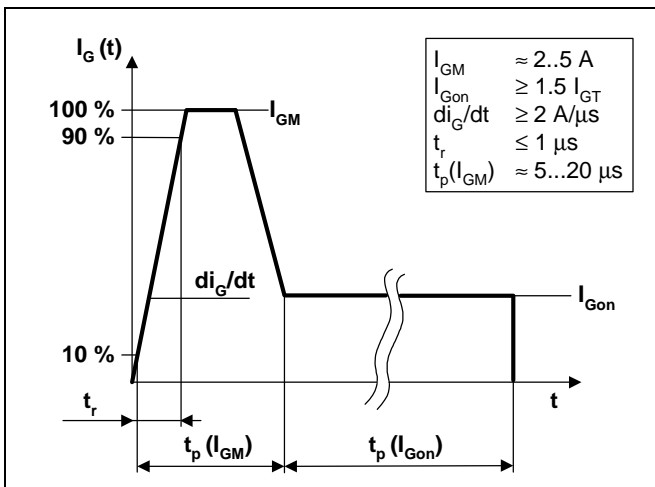 I_G (t)
100 %
90 %
I_GM
di_G/dt
10 %
I_Gon
t
t_r
t_p (I_GM)
t_p (I_Gon)
I_GM ≈ 2..5 A
I_Gon ≥ 1.5 I_GT
di_G/dt ≥ 2 A/μs
t_r ≤ 1 μs
t_p(I_GM) ≈ 5...20 μs